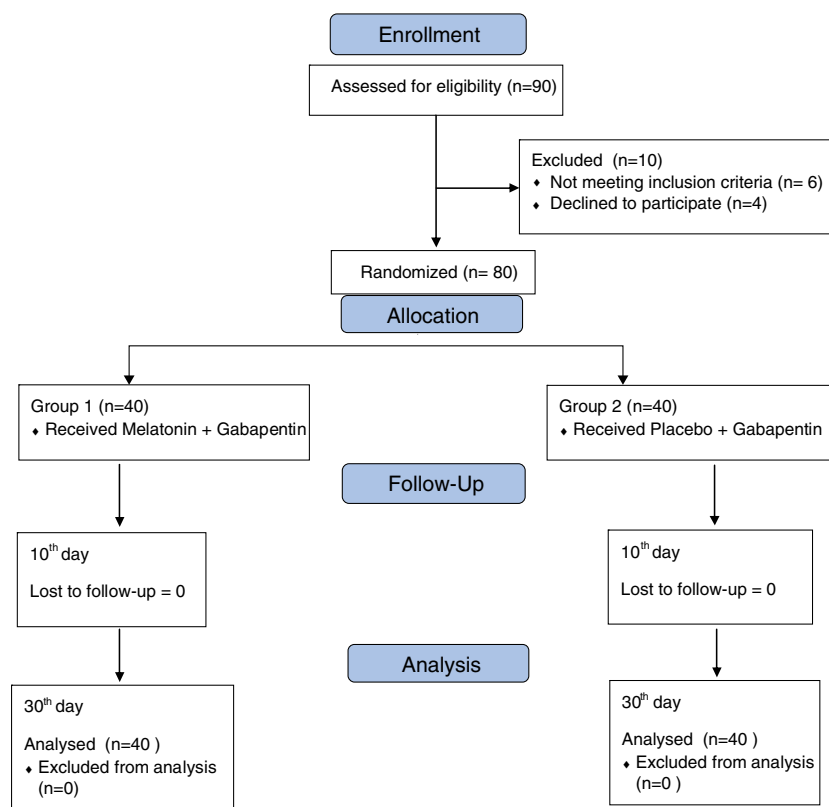 Enrollment
Assessed for eligibility (n=90)
Excluded (n=10)
♦ Not meeting inclusion criteria (n= 6)
♦ Declined to participate (n=4)
Randomized (n= 80)
Allocation
Group 1 (n=40)
♦ Received Melatonin + Gabapentin
Group 2 (n=40)
♦ Received Placebo + Gabapentin
Follow-Up
10th day
Lost to follow-up = 0
10th day
Lost to follow-up = 0
Analysis
30th day
Analysed (n=40 )
♦ Excluded from analysis
(n=0)
30th day
Analysed (n=40 )
♦ Excluded from analysis
(n=0 )